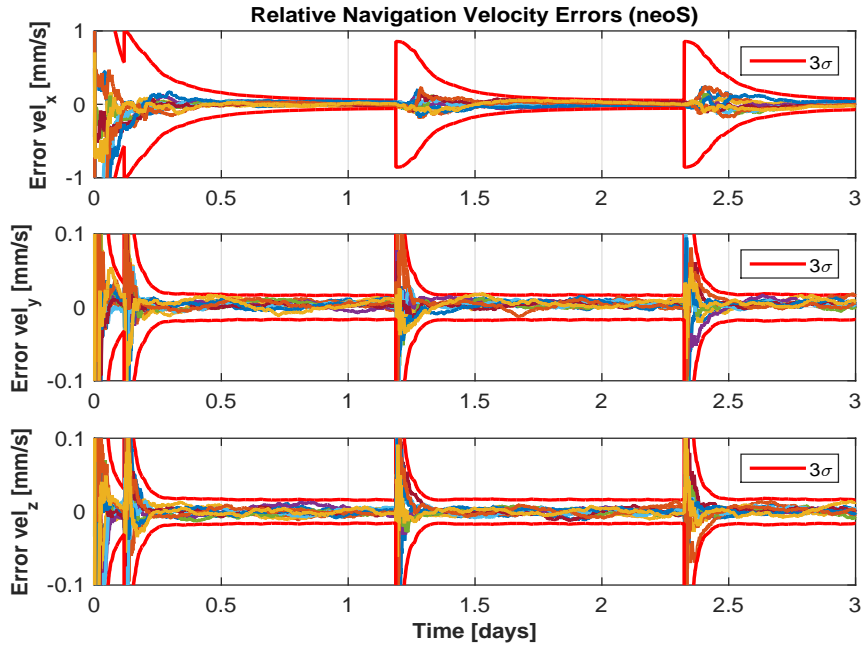 Relative Navigation Velocity Errors (neoS)
Error vel_x [mm/s]
1
0
-1
3σ
0 0.5 1 1.5 2 2.5 3
Error vel_y [mm/s]
0.1
0
-0.1
3σ
0 0.5 1 1.5 2 2.5 3
Error vel_z [mm/s]
0.1
0
-0.1
3σ
0 0.5 1 1.5 2 2.5 3
Time [days]